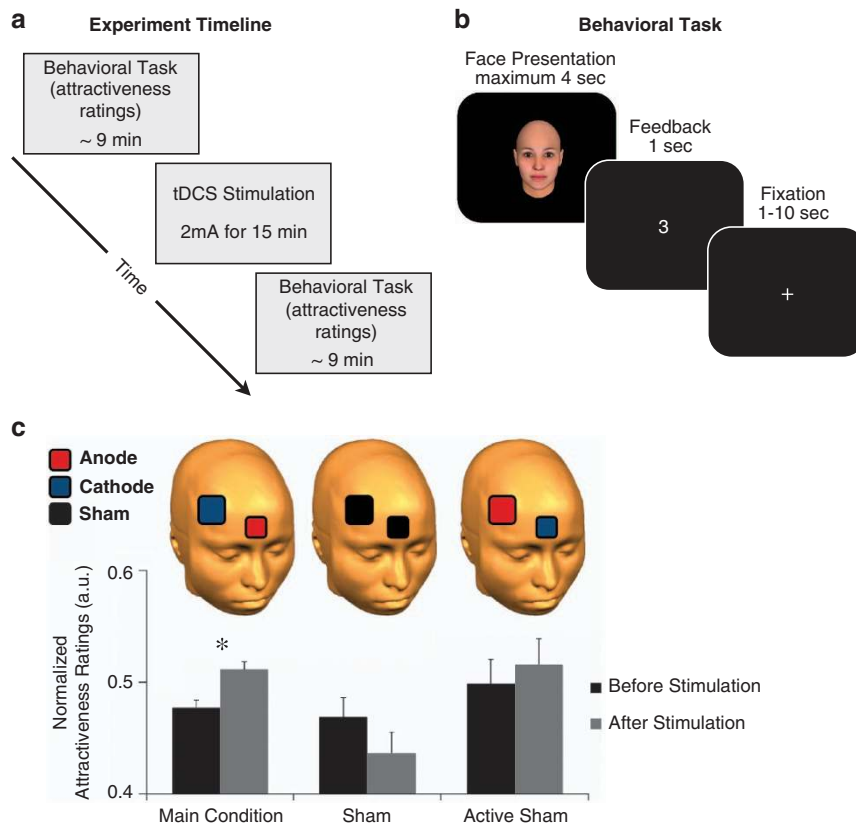 a
Experiment Timeline
Behavioral Task
(attractiveness
ratings)
~ 9 min
tDCS Stimulation
2mA for 15 min
Behavioral Task
(attractiveness
ratings)
~ 9 min
Time
b
Behavioral Task
Face Presentation
maximum 4 sec
Feedback
1 sec
3
Fixation
1-10 sec
+
c
Anode
Cathode
Sham
Normalized
Attractiveness Ratings (a.u.)
0.6
0.5
0.4
*
Main Condition
Sham
Active Sham
Before Stimulation
After Stimulation